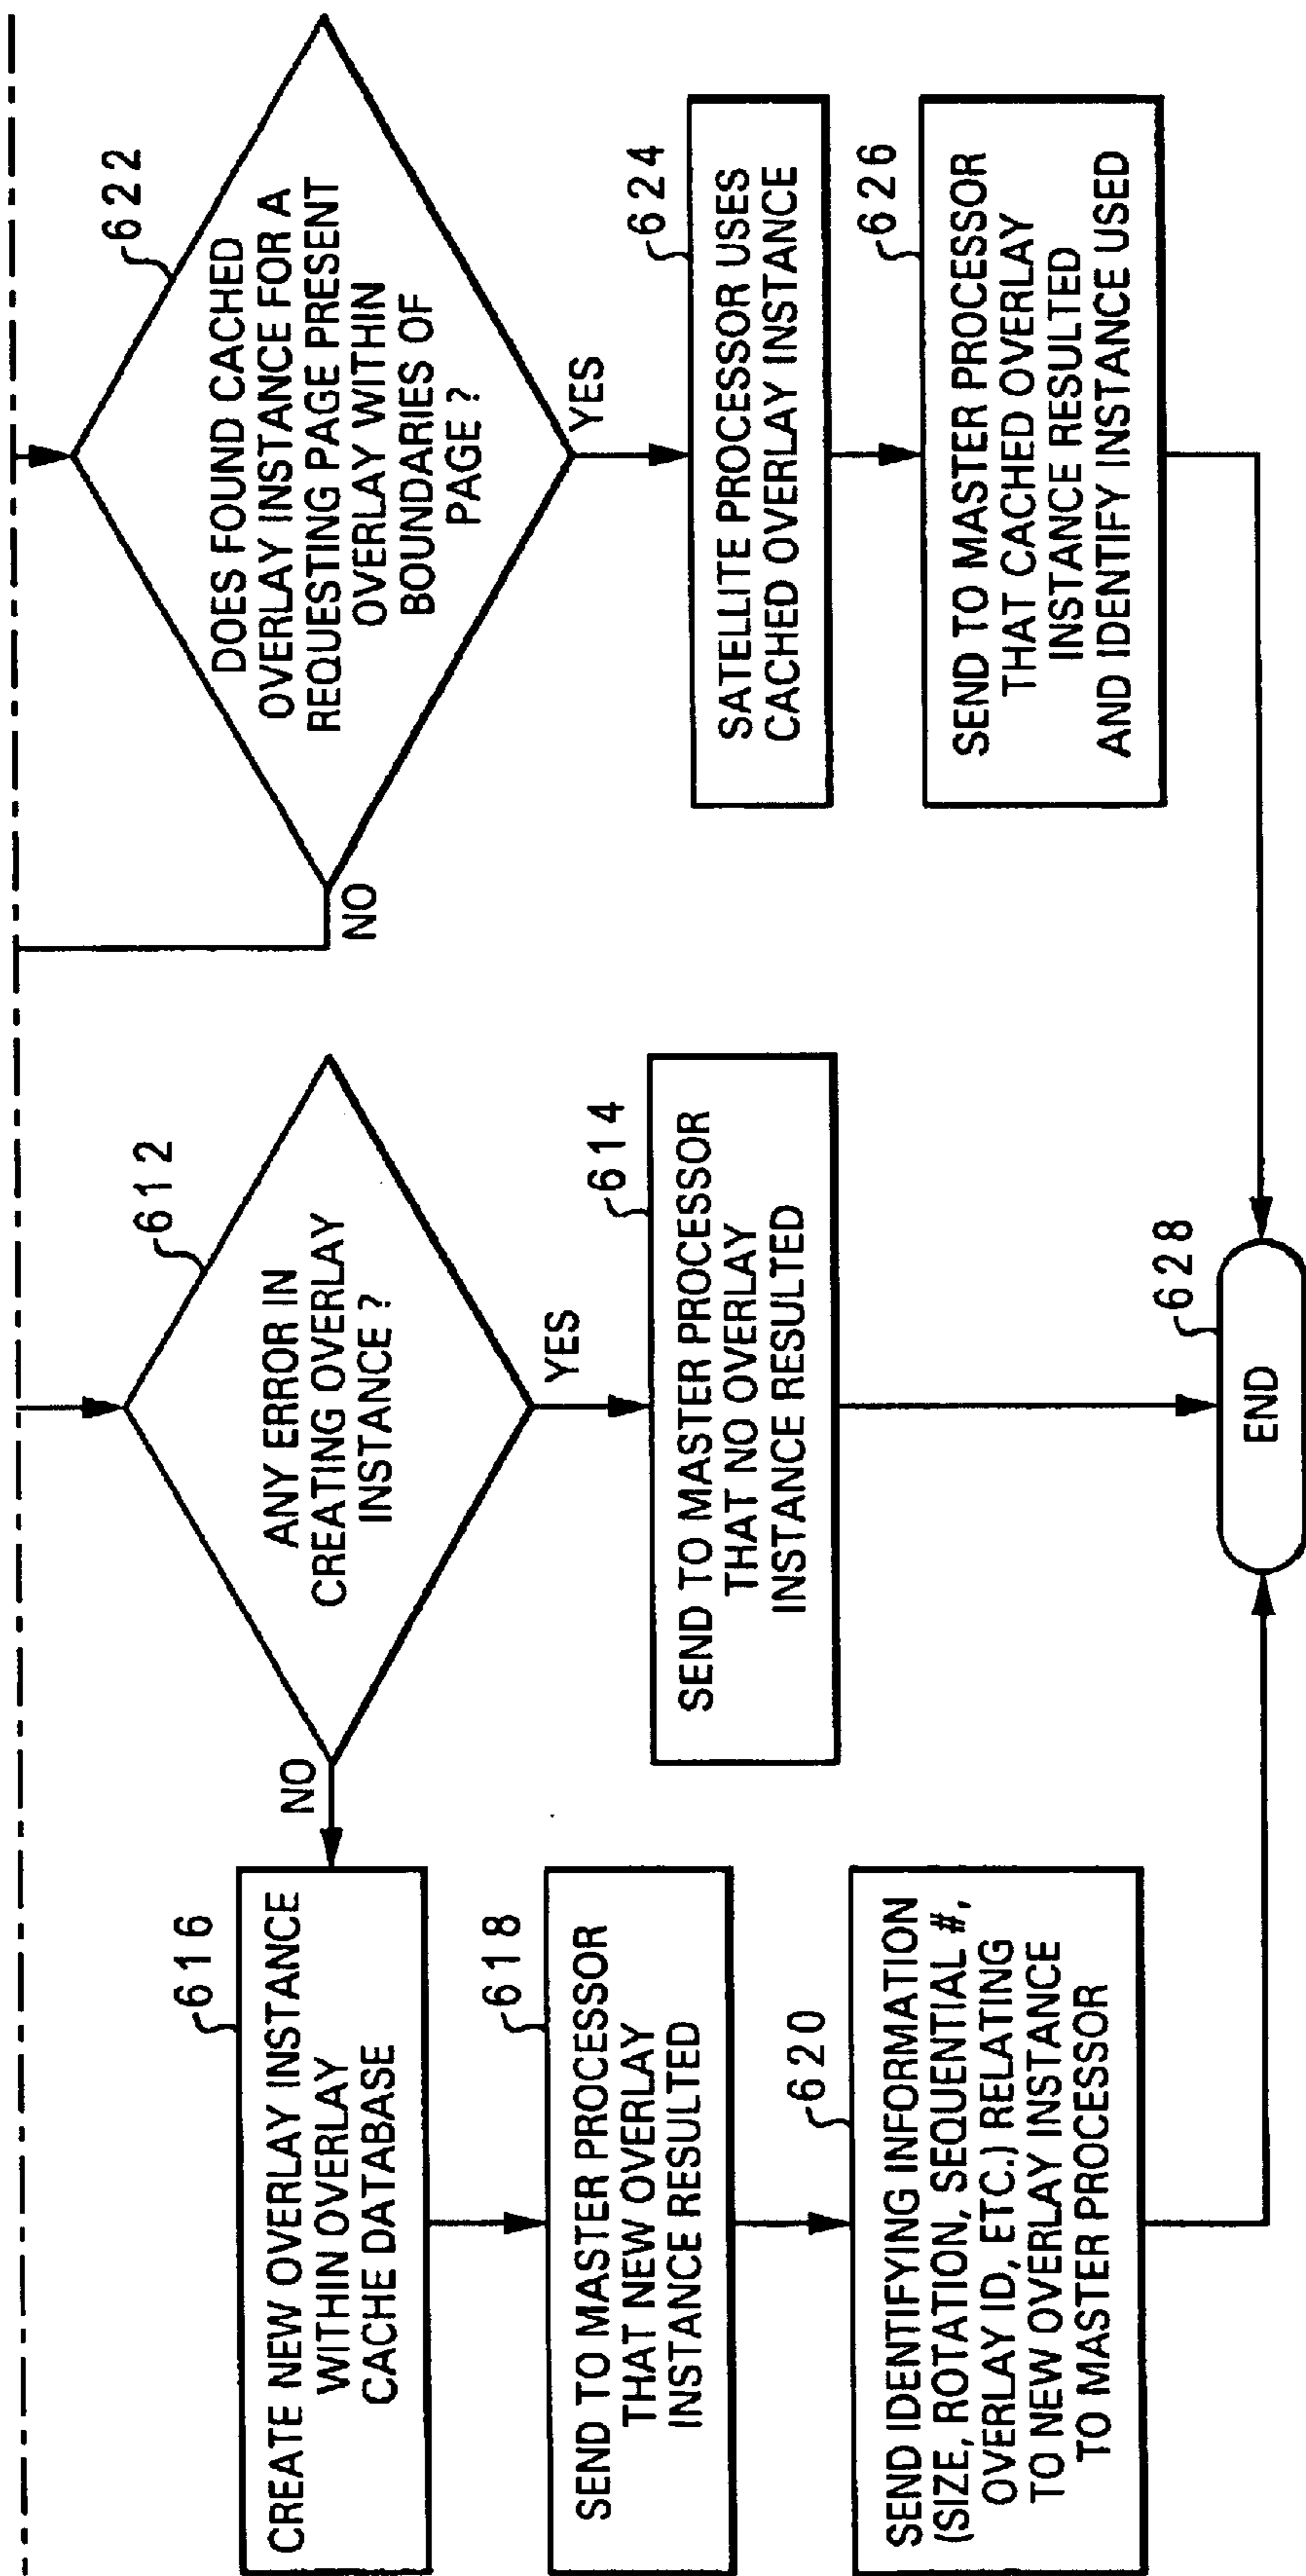 622
DOES FOUND CACHED
OVERLAY INSTANCE FOR A
REQUESTING PAGE PRESENT
OVERLAY WITHIN
BOUNDARIES OF
PAGE ?
NO
YES
624
SATELLITE PROCESSOR USES
CACHED OVERLAY INSTANCE
626
SEND TO MASTER PROCESSOR
THAT CACHED OVERLAY
INSTANCE RESULTED
AND IDENTIFY INSTANCE USED
612
ANY ERROR IN
CREATING OVERLAY
INSTANCE ?
NO
YES
614
SEND TO MASTER PROCESSOR
THAT NO OVERLAY
INSTANCE RESULTED
616
CREATE NEW OVERLAY INSTANCE
WITHIN OVERLAY
CACHE DATABASE
618
SEND TO MASTER PROCESSOR
THAT NEW OVERLAY
INSTANCE RESULTED
620
SEND IDENTIFYING INFORMATION
(SIZE, ROTATION, SEQUENTIAL #,
OVERLAY ID, ETC.) RELATING
TO NEW OVERLAY INSTANCE
TO MASTER PROCESSOR
628
END